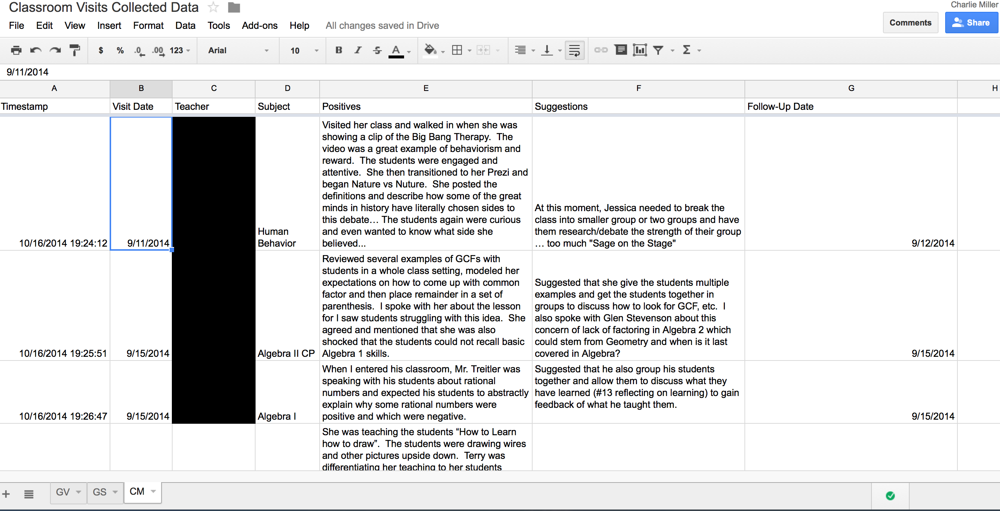 Classroom Visits Collected Data
Charlie Miller
File Edit View Insert Format Data Tools Add-ons Help All changes saved in Drive
Comments
Share
$ % .0 .00 123 Arial 10 B I S A Σ
9/11/2014
A B C D E F G H
Timestamp Visit Date Teacher Subject Positives Suggestions Follow-Up Date
10/16/2014 19:24:12
9/11/2014
Human
Behavior
Visited her class and walked in when she was
showing a clip of the Big Bang Therapy. The
video was a great example of behaviorism and
reward. The students were engaged and
attentive. She then transitioned to her Prezi and
began Nature vs Nuture. She posted the
definitions and describe how some of the great
minds in history have literally chosen sides to
this debate… The students again were curious
and even wanted to know what side she
believed...
At this moment, Jessica needed to break the
class into smaller group or two groups and have
them research/debate the strength of their group
… too much "Sage on the Stage"
9/12/2014
10/16/2014 19:25:51
9/15/2014
Algebra II CP
Reviewed several examples of GCFs with
students in a whole class setting, modeled her
expectations on how to come up with common
factor and then place remainder in a set of
parenthesis. I spoke with her about the lesson
for I saw students struggling with this idea. She
agreed and mentioned that she was also
shocked that the students could not recall basic
Algebra 1 skills.
Suggested that she give the students multiple
examples and get the students together in
groups to discuss how to look for GCF, etc. I
also spoke with Glen Stevenson about this
concern of lack of factoring in Algebra 2 which
could stem from Geometry and when is it last
covered in Algebra?
9/15/2014
10/16/2014 19:26:47
9/15/2014
Algebra I
When I entered his classroom, Mr. Treitler was
speaking with his students about rational
numbers and expected his students to abstractly
explain why some rational numbers were
positive and which were negative.
Suggested that he also group his students
together and allow them to discuss what they
have learned (#13 reflecting on learning) to gain
feedback of what he taught them.
9/15/2014
She was teaching the students “How to Learn
how to draw”. The students were drawing wires
and other pictures upside down. Terry was
differentiating her teaching to her students
GV GS CM